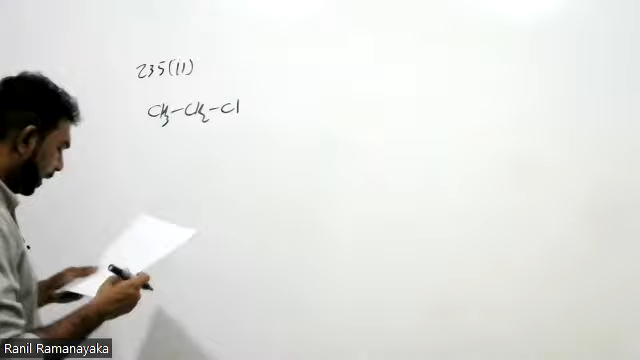 235(11)
CH₃-CH₂-Cl
Ranil Ramanayaka